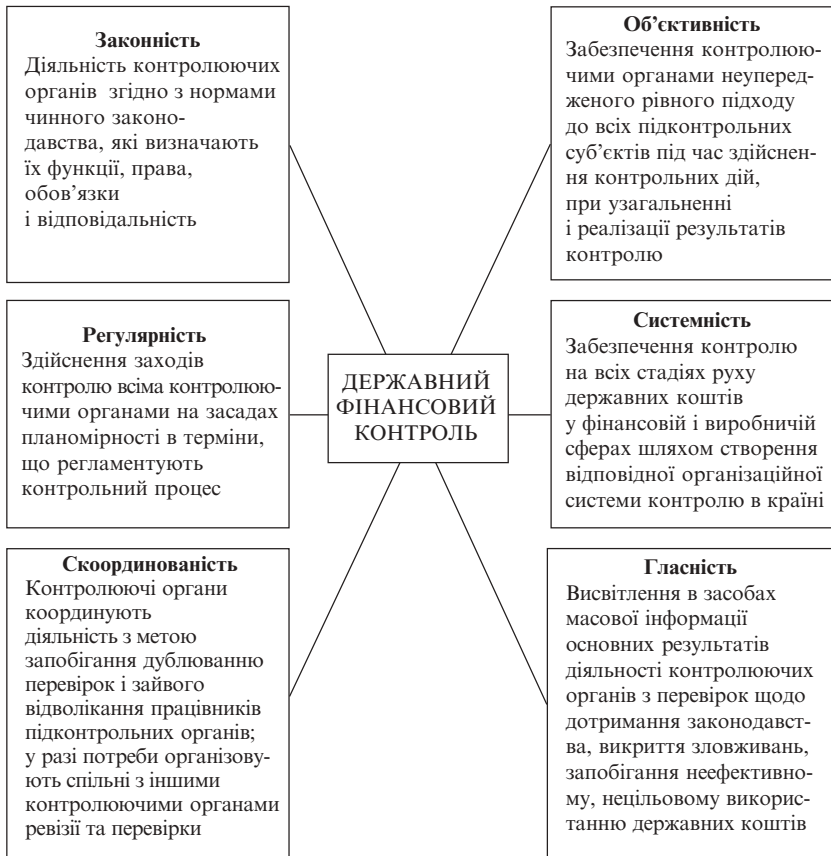 Законність
Діяльність контролюючих
органів згідно з нормами
чинного законо-
давства, які визначають
їх функції, права,
обов’язки
і відповідальність
Об’єктивність
Забезпечення контролюю-
чими органами неуперед-
женого рівного підходу
до всіх підконтрольних
суб’єктів під час здійснен-
ня контрольних дій,
при узагальненні
і реалізації результатів
контролю
Регулярність
Здійснення заходів
контролю всіма контролюю-
чими органами на засадах
планомірності в терміни,
що регламентують
контрольний процес
ДЕРЖАВНИЙ
ФІНАНСОВИЙ
КОНТРОЛЬ
Системність
Забезпечення контролю
на всіх стадіях руху
державних коштів
у фінансовій і виробничій
сферах шляхом створення
відповідної організаційної
системи контролю в країні
Скоординованість
Контролюючі органи
координують
діяльність з метою
запобігання дублюванню
перевірок і зайвого
відволікання працівників
підконтрольних органів;
у разі потреби організову-
ють спільні з іншими
контролюючими органами
ревізії та перевірки
Гласність
Висвітлення в засобах
масової інформації
основних результатів
діяльності контролюючих
органів з перевірок щодо
дотримання законодавст-
ва, викриття зловживань,
запобігання неефективно-
му, нецільовому викорис-
танню державних коштів